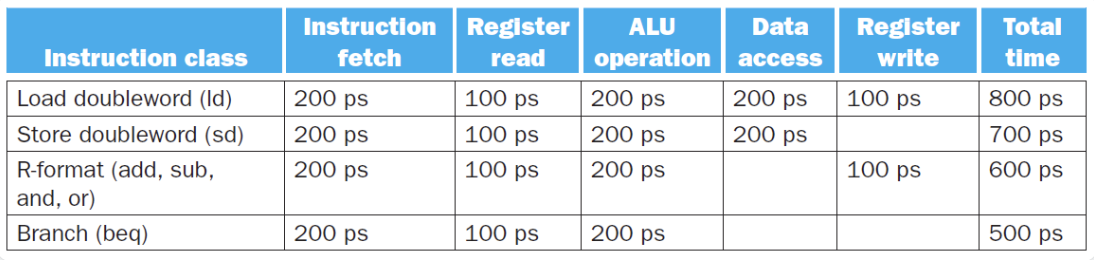 Instruction class Instruction fetch Register read ALU operation Data access Register write Total time
Load doubleword (ld) 200 ps 100 ps 200 ps 200 ps 100 ps 800 ps
Store doubleword (sd) 200 ps 100 ps 200 ps 200 ps 700 ps
R-format (add, sub, 200 ps 100 ps 200 ps 100 ps 600 ps
and, or)
Branch (beq) 200 ps 100 ps 200 ps 500 ps